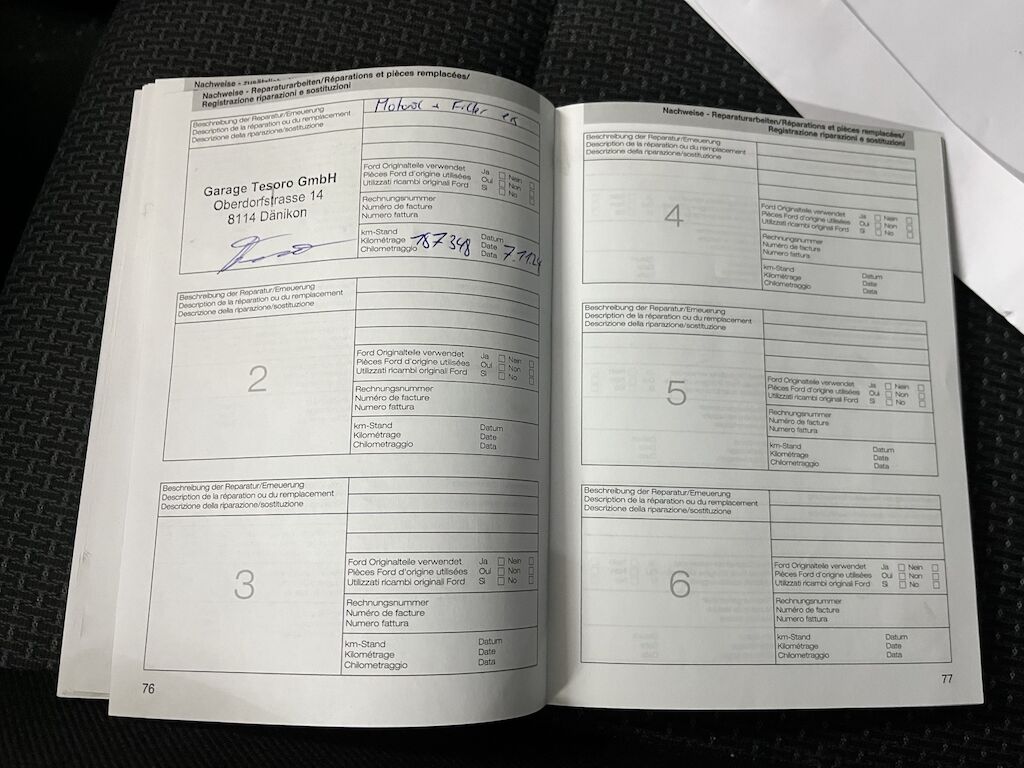 Nachweise - zusätzliche
Nachweise - Reparaturarbeiten/Réparations et pièces remplacées/
Registrazione riparazioni e sostituzioni
Beschreibung der Reparatur/Erneuerung
Description de la réparation ou du remplacement
Descrizione della riparazione/sostituzione
Motoröl + Filter
Garage Tesoro GmbH
Oberdorfstrasse 14
8114 Dänikon
Ford Originalteile verwendet Ja Nein
Pièces Ford d'origine utilisées Oui Non
Utilizzati ricambi originali Ford Si No
Rechnungsnummer
Numéro de facture
Numero fattura
km-Stand Datum
Kilométrage 187348 Date
Chilometraggio Data 7.11.24
Beschreibung der Reparatur/Erneuerung
Description de la réparation ou du remplacement
Descrizione della riparazione/sostituzione
2
Ford Originalteile verwendet Ja Nein
Pièces Ford d'origine utilisées Oui Non
Utilizzati ricambi originali Ford Si No
Rechnungsnummer
Numéro de facture
Numero fattura
km-Stand Datum
Kilométrage Date
Chilometraggio Data
Beschreibung der Reparatur/Erneuerung
Description de la réparation ou du remplacement
Descrizione della riparazione/sostituzione
3
Ford Originalteile verwendet Ja Nein
Pièces Ford d'origine utilisées Oui Non
Utilizzati ricambi originali Ford Si No
Rechnungsnummer
Numéro de facture
Numero fattura
km-Stand Datum
Kilométrage Date
Chilometraggio Data
76
Nachweise - Reparaturarbeiten/Réparations et pièces remplacées/
Registrazione riparazioni e sostituzioni
Beschreibung der Reparatur/Erneuerung
Description de la réparation ou du remplacement
Descrizione della riparazione/sostituzione
4
Ford Originalteile verwendet Ja Nein
Pièces Ford d'origine utilisées Oui Non
Utilizzati ricambi originali Ford Si No
Rechnungsnummer
Numéro de facture
Numero fattura
km-Stand Datum
Kilométrage Date
Chilometraggio Data
Beschreibung der Reparatur/Erneuerung
Description de la réparation ou du remplacement
Descrizione della riparazione/sostituzione
5
Ford Originalteile verwendet Ja Nein
Pièces Ford d'origine utilisées Oui Non
Utilizzati ricambi originali Ford Si No
Rechnungsnummer
Numéro de facture
Numero fattura
km-Stand Datum
Kilométrage Date
Chilometraggio Data
Beschreibung der Reparatur/Erneuerung
Description de la réparation ou du remplacement
Descrizione della riparazione/sostituzione
6
Ford Originalteile verwendet Ja Nein
Pièces Ford d'origine utilisées Oui Non
Utilizzati ricambi originali Ford Si No
Rechnungsnummer
Numéro de facture
Numero fattura
km-Stand Datum
Kilométrage Date
Chilometraggio Data
77